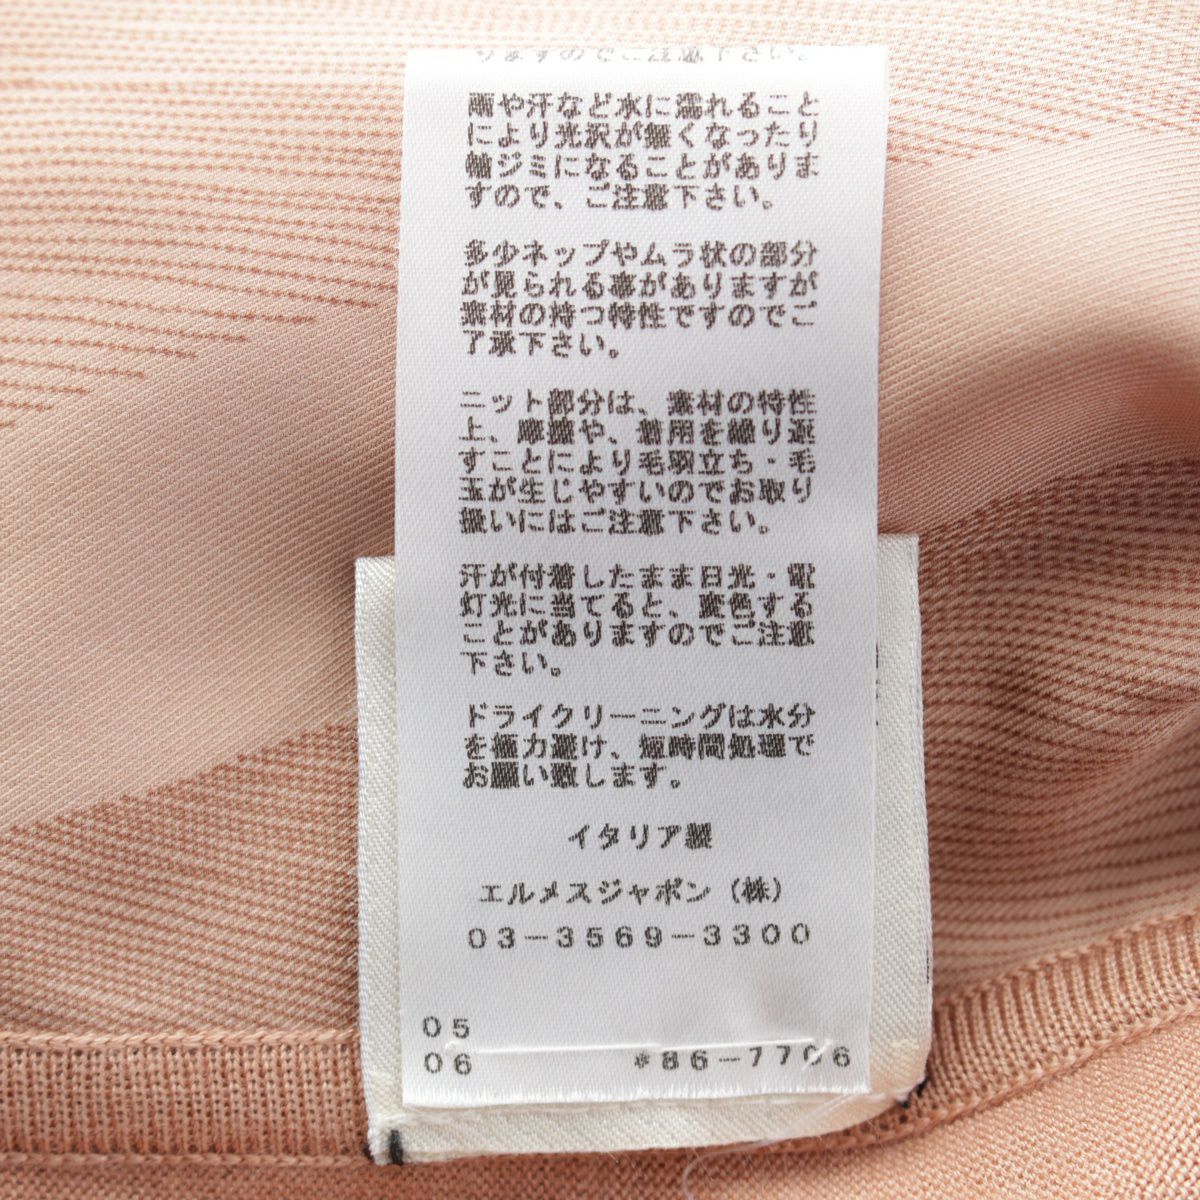 りますのでご注意下さい。
雨や汗など水に濡れること
により光沢が無くなったり
輪ジミになることがありま
すので、ご注意下さい。
多少ネップやムラ状の部分
が見られる事がありますが
素材の持つ特性ですのでご
了承下さい。
ニット部分は、素材の特性
上、摩擦や、着用を繰り返
すことにより毛羽立ち・毛
玉が生じやすいのでお取り
扱いにはご注意下さい。
汗が付着したまま日光・電
灯光に当てると、変色する
ことがありますのでご注意
下さい。
ドライクリーニングは水分
を極力避け、短時間処理で
お願い致します。
イタリア製
エルメスジャポン（株）
03-3569-3300
05
06 *86-7706